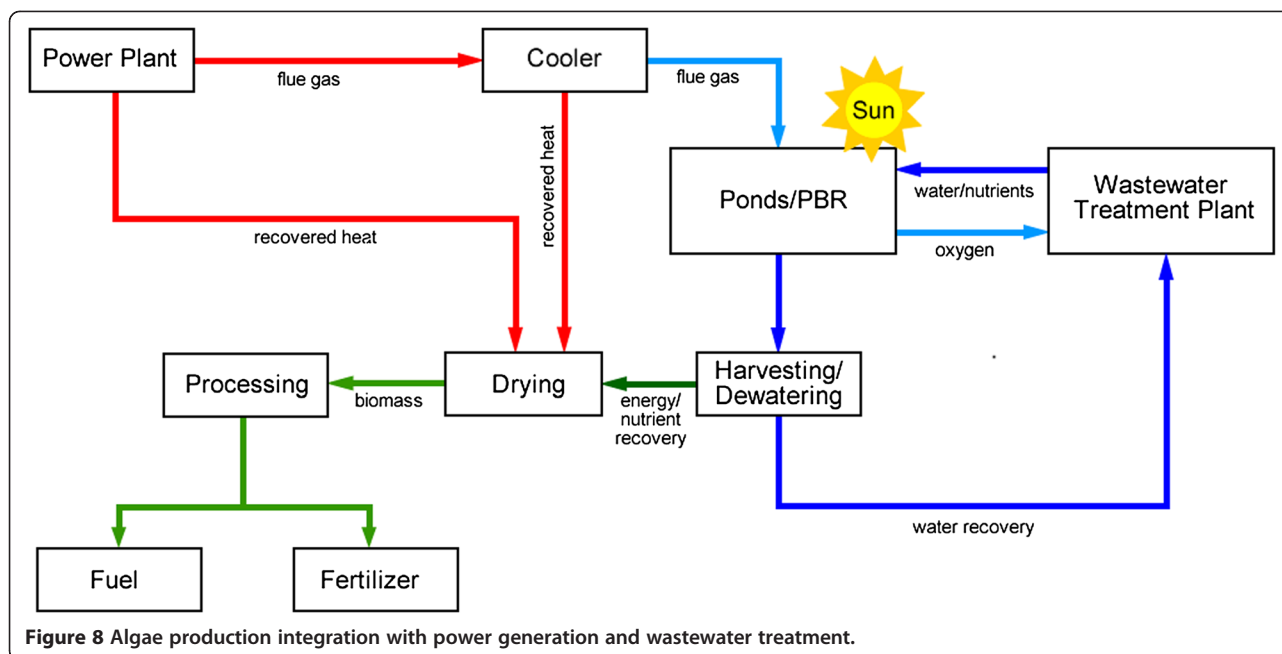 Power Plant
flue gas
Cooler
flue gas
Sun
recovered heat
recovered heat
Ponds/PBR
water/nutrients
oxygen
Wastewater
Treatment Plant
Processing
biomass
Drying
energy/
nutrient
recovery
Harvesting/
Dewatering
water recovery
Fuel
Fertilizer
Figure 8 Algae production integration with power generation and wastewater treatment.